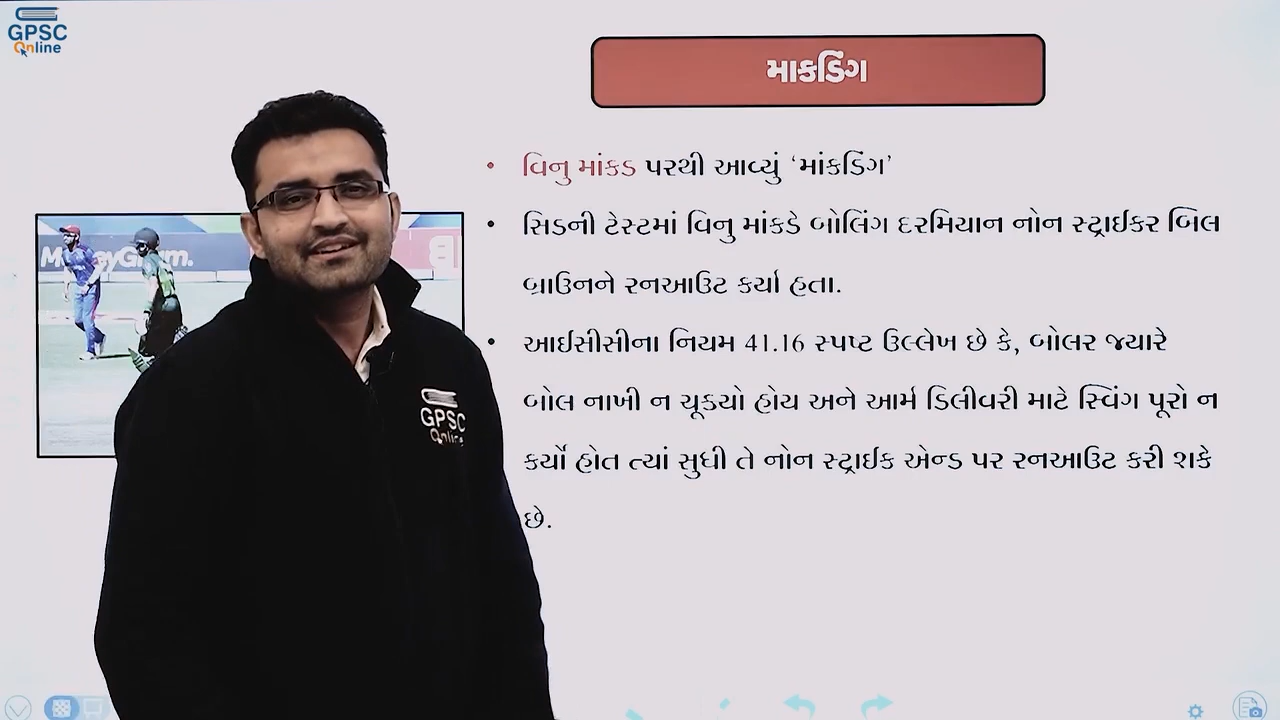 GPSC
Online
માકડિંગ
• વિનુ માંકડ પરથી આવ્યું ‘માંકડિંગ’
• સિડની ટેસ્ટમાં વિનુ માંકડે બોલિંગ દરમિયાન નોન સ્ટ્રાઈકર બિલ
બ્રાઉનને રનઆઉટ કર્યા હતા.
• આઈસીસીના નિયમ 41.16 સ્પષ્ટ ઉલ્લેખ છે કે, બોલર જ્યારે
બોલ નાખી ન ચૂકયો હોય અને આર્મ ડિલીવરી માટે સ્વિંગ પૂરો ન
કર્યો હોત ત્યાં સુધી તે નોન સ્ટ્રાઈક એન્ડ પર રનઆઉટ કરી શકે
છે.
GPSC
Online